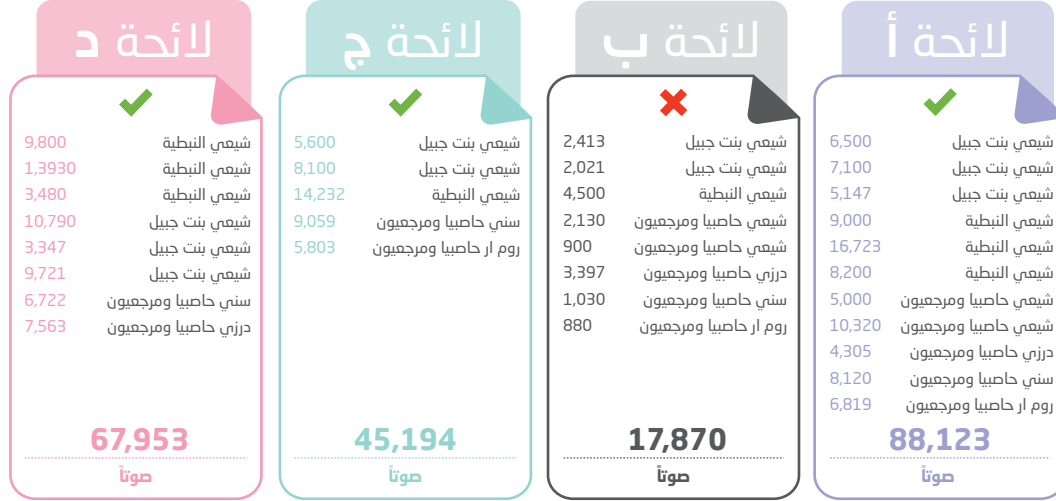 لائحة أ
شيعي بنت جبيل 6,500
شيعي بنت جبيل 7,100
شيعي بنت جبيل 5,147
شيعي النبطية 9,000
شيعي النبطية 16,723
شيعي النبطية 8,200
شيعي حاصبيا ومرجعيون 5,000
شيعي حاصبيا ومرجعيون 10,320
درزي حاصبيا ومرجعيون 4,305
سني حاصبيا ومرجعيون 8,120
روم ار حاصبيا ومرجعيون 6,819
88,123
صوتاً
لائحة ب
شيعي بنت جبيل 2,413
شيعي بنت جبيل 2,021
شيعي النبطية 4,500
شيعي حاصبيا ومرجعيون 2,130
شيعي حاصبيا ومرجعيون 900
درزي حاصبيا ومرجعيون 3,397
سني حاصبيا ومرجعيون 1,030
روم ار حاصبيا ومرجعيون 880
17,870
صوتاً
لائحة ج
شيعي بنت جبيل 5,600
شيعي بنت جبيل 8,100
شيعي النبطية 14,232
سني حاصبيا ومرجعيون 9,059
روم ار حاصبيا ومرجعيون 5,803
45,194
صوتاً
لائحة د
شيعي النبطية 9,800
شيعي النبطية 1,3930
شيعي النبطية 3,480
شيعي بنت جبيل 10,790
شيعي بنت جبيل 3,347
شيعي بنت جبيل 9,721
سني حاصبيا ومرجعيون 6,722
درزي حاصبيا ومرجعيون 7,563
67,953
صوتاً